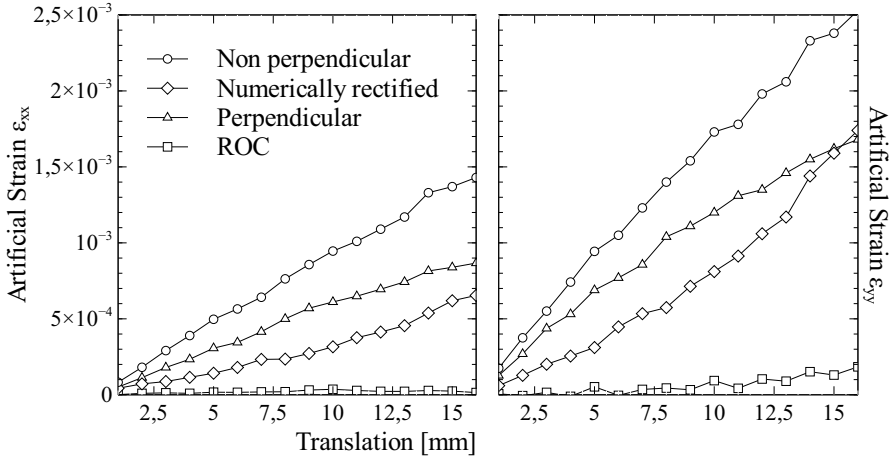 2,5×10⁻³
2×10⁻³
1,5×10⁻³
1×10⁻³
5×10⁻⁴
0
Artificial Strain εxx
Non perpendicular
Numerically rectified
Perpendicular
ROC
2,5 5 7,5 10 12,5 15
2,5 5 7,5 10 12,5 15
Translation [mm]
Artificial Strain εyy